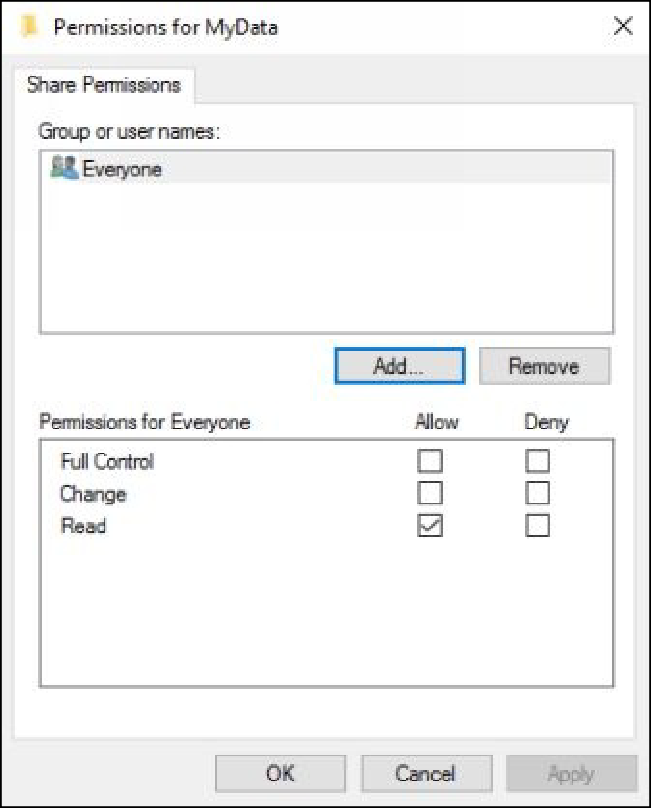 Permissions for MyData
Share Permissions
Group or user names:
Everyone
Add... Remove
Permissions for Everyone Allow Deny
Full Control
Change
Read
OK Cancel Apply